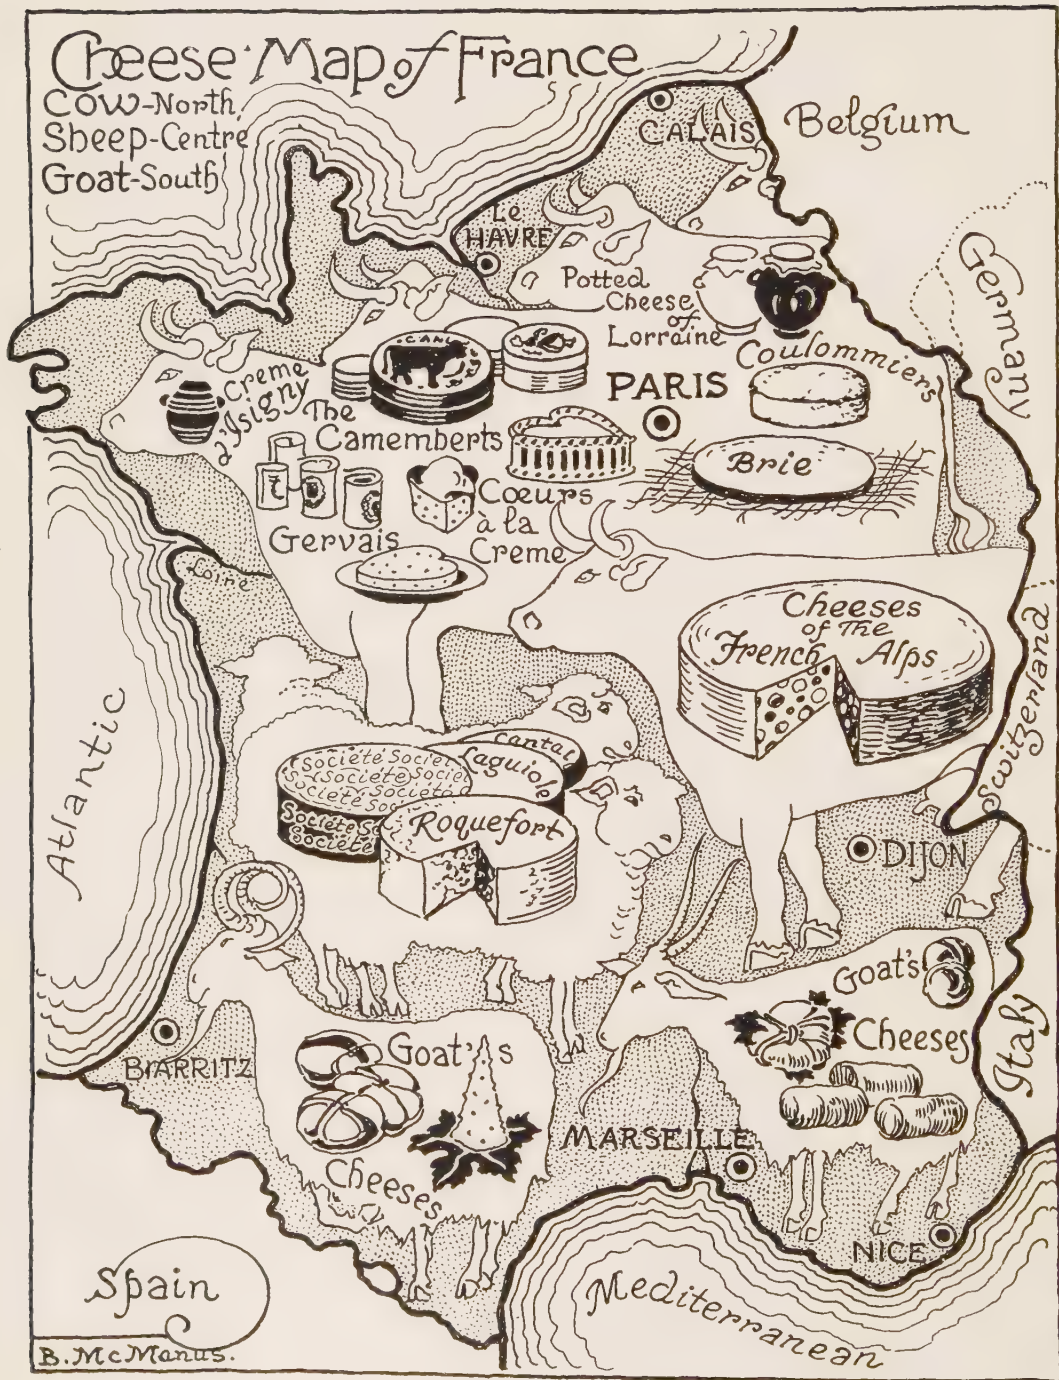 Cheese Map of France
COW-North
Sheep-Centre
Goat-South
CALAIS
Belgium
Le
HAVRE
Germany
Potted
Cheese
of
Lorraine
Coulommiers
Creme
d'Isigny
The
Camemberts
PARIS
Brie
Gervais
Cœurs
à la
Creme
Loire
Cheeses
of The
French Alps
Switzerland
Atlantic
Cantal
Laguiole
Société Société
Société Société
Société Soc
Société S
Société
Roquefort
DIJON
Goat's
Cheeses
Italy
BIARRITZ
Goat's
Cheeses
MARSEILLE
NICE
Spain
Mediterranean
B. McManus.